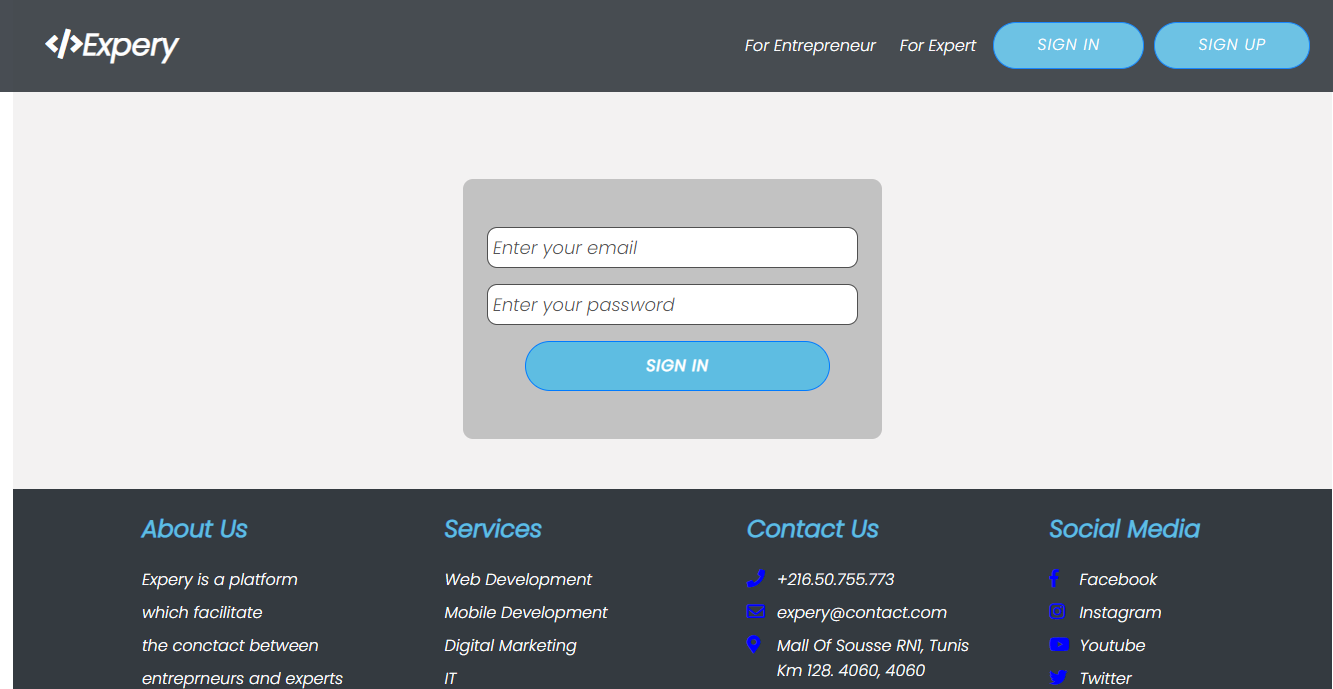 </>Expery
For Entrepreneur
For Expert
SIGN IN
SIGN UP
Enter your email
Enter your password
SIGN IN
About Us
Expery is a platform
which facilitate
the conctact between
entreprneurs and experts
Services
Web Development
Mobile Development
Digital Marketing
IT
Contact Us
+216.50.755.773
expery@contact.com
Mall Of Sousse RN1, Tunis
Km 128. 4060, 4060
Social Media
Facebook
Instagram
Youtube
Twitter